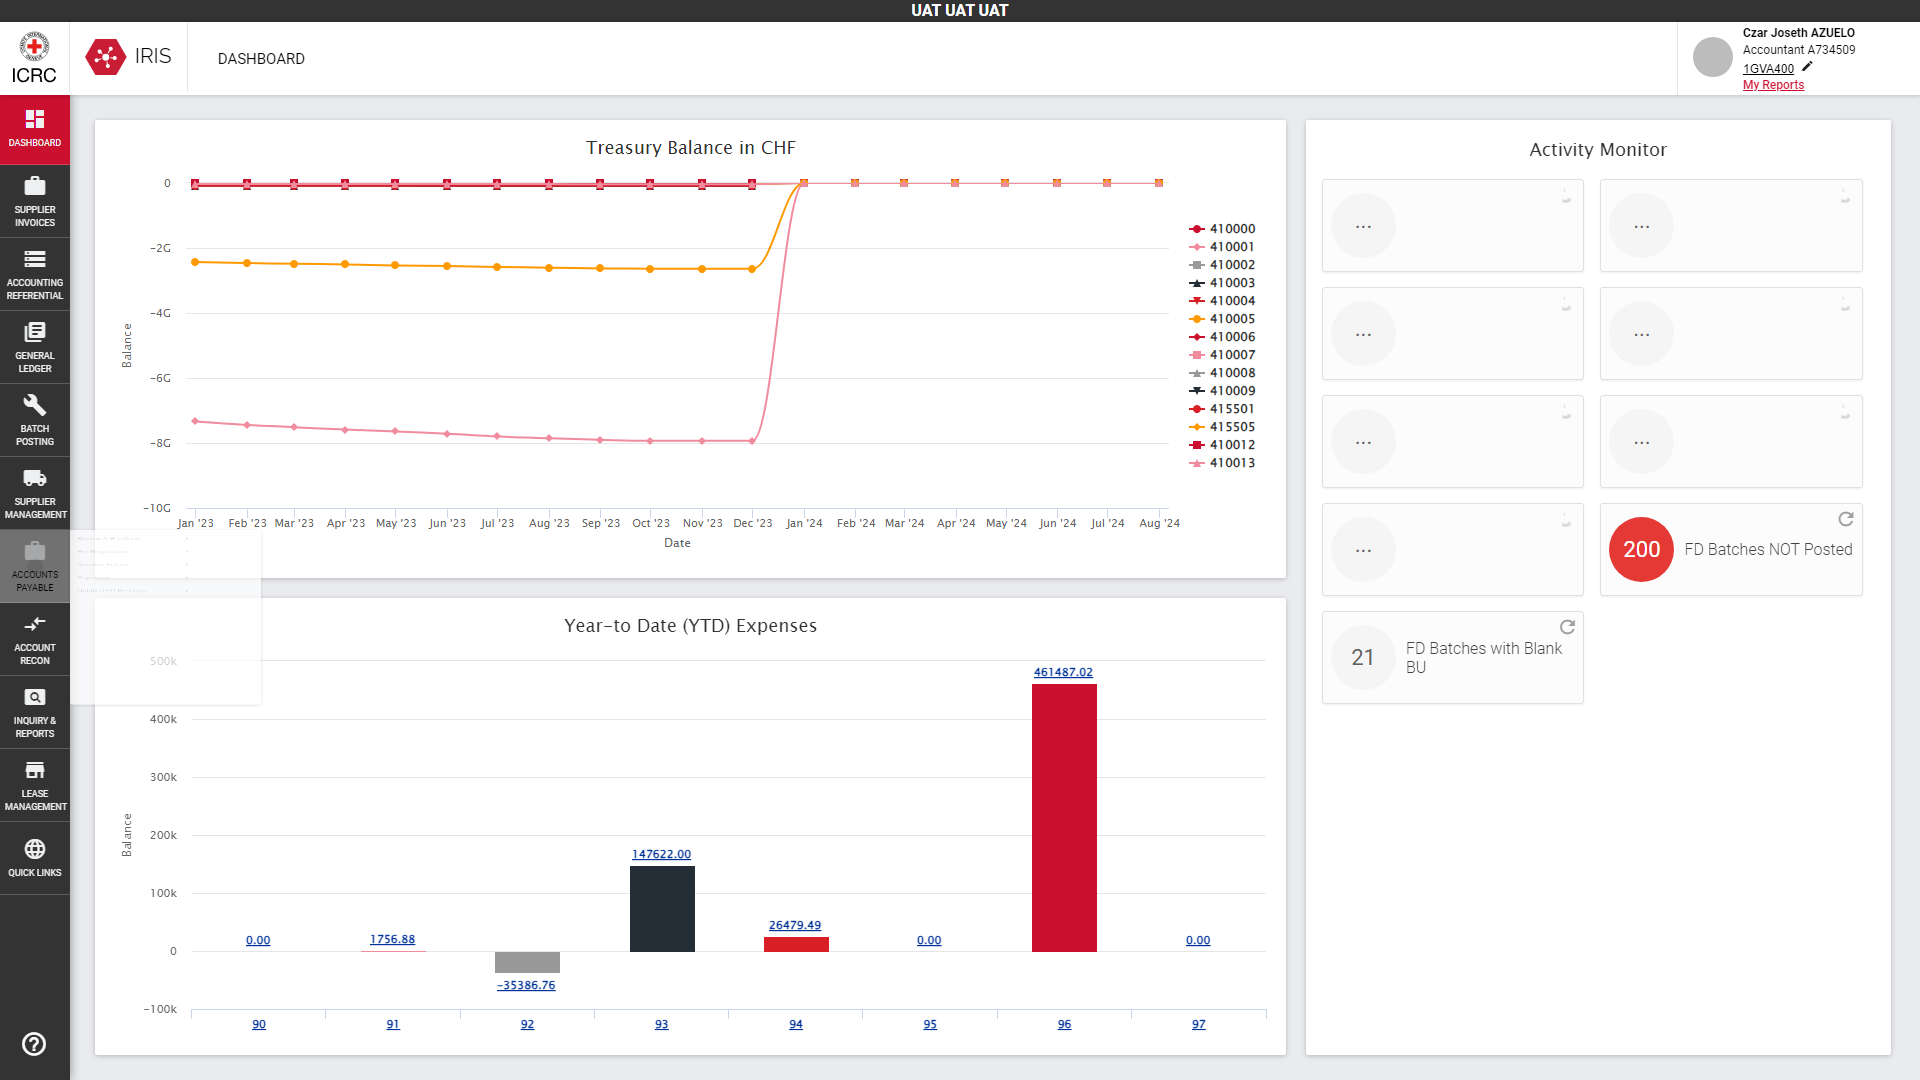 UAT UAT UAT
ICRC
IRIS
DASHBOARD
Czar Joseth AZUELO
Accountant A734509
1GVA400
My Reports
DASHBOARD
SUPPLIER
INVOICES
ACCOUNTING
REFERENTIAL
GENERAL
LEDGER
BATCH
POSTING
SUPPLIER
MANAGEMENT
ACCOUNTS
PAYABLE
ACCOUNT
RECON
INQUIRY &
REPORTS
LEASE
MANAGEMENT
QUICK LINKS
Treasury Balance in CHF
Balance
0
−2G
−4G
−6G
−8G
−10G
Jan '23 Feb '23 Mar '23 Apr '23 May '23 Jun '23 Jul '23 Aug '23 Sep '23 Oct '23 Nov '23 Dec '23 Jan '24 Feb '24 Mar '24 Apr '24 May '24 Jun '24 Jul '24 Aug '24
Date
410000
410001
410002
410003
410004
410005
410006
410007
410008
410009
415501
415505
410012
410013
Year-to Date (YTD) Expenses
Balance
500k
400k
300k
200k
100k
0
−100k
0.00
1756.88
−35386.76
147622.00
26479.49
0.00
461487.02
0.00
90 91 92 93 94 95 96 97
Activity Monitor
... ...
... ...
... ...
...
200 FD Batches NOT Posted
21 FD Batches with Blank
BU